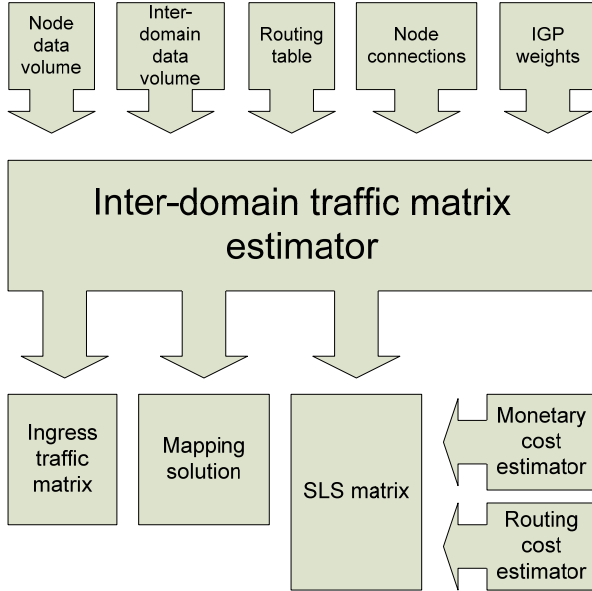 Node
data
volume
Inter-
domain
data
volume
Routing
table
Node
connections
IGP
weights
Inter-domain traffic matrix
estimator
Ingress
traffic
matrix
Mapping
solution
SLS matrix
Monetary
cost
estimator
Routing
cost
estimator